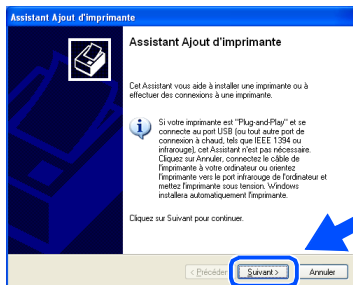 Assistant Ajout d'imprimante
Assistant Ajout d'imprimante
Cet Assistant vous aide à installer une imprimante ou à
effectuer des connexions à une imprimante.
Si votre imprimante est "Plug-and-Play" et se
connecte au port USB (ou tout autre port de
connexion à chaud, tels que IEEE 1394 ou
infrarouge), cet Assistant n'est pas nécessaire.
Cliquez sur Annuler, connectez le câble de
l'imprimante à votre ordinateur ou orientez
l'imprimante vers le port infrarouge de l'ordinateur et
mettez l'imprimante sous tension. Windows
installera automatiquement l'imprimante.
Cliquez sur Suivant pour continuer.
< Précédent
Suivant >
Annuler